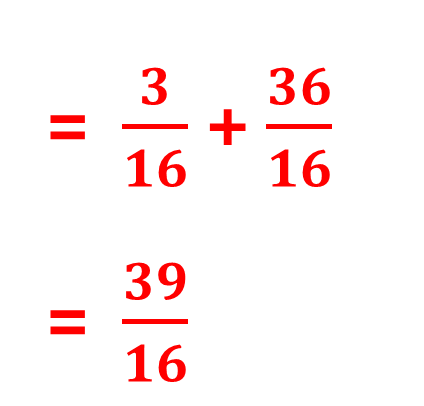 = 3/16 + 36/16
= 39/16